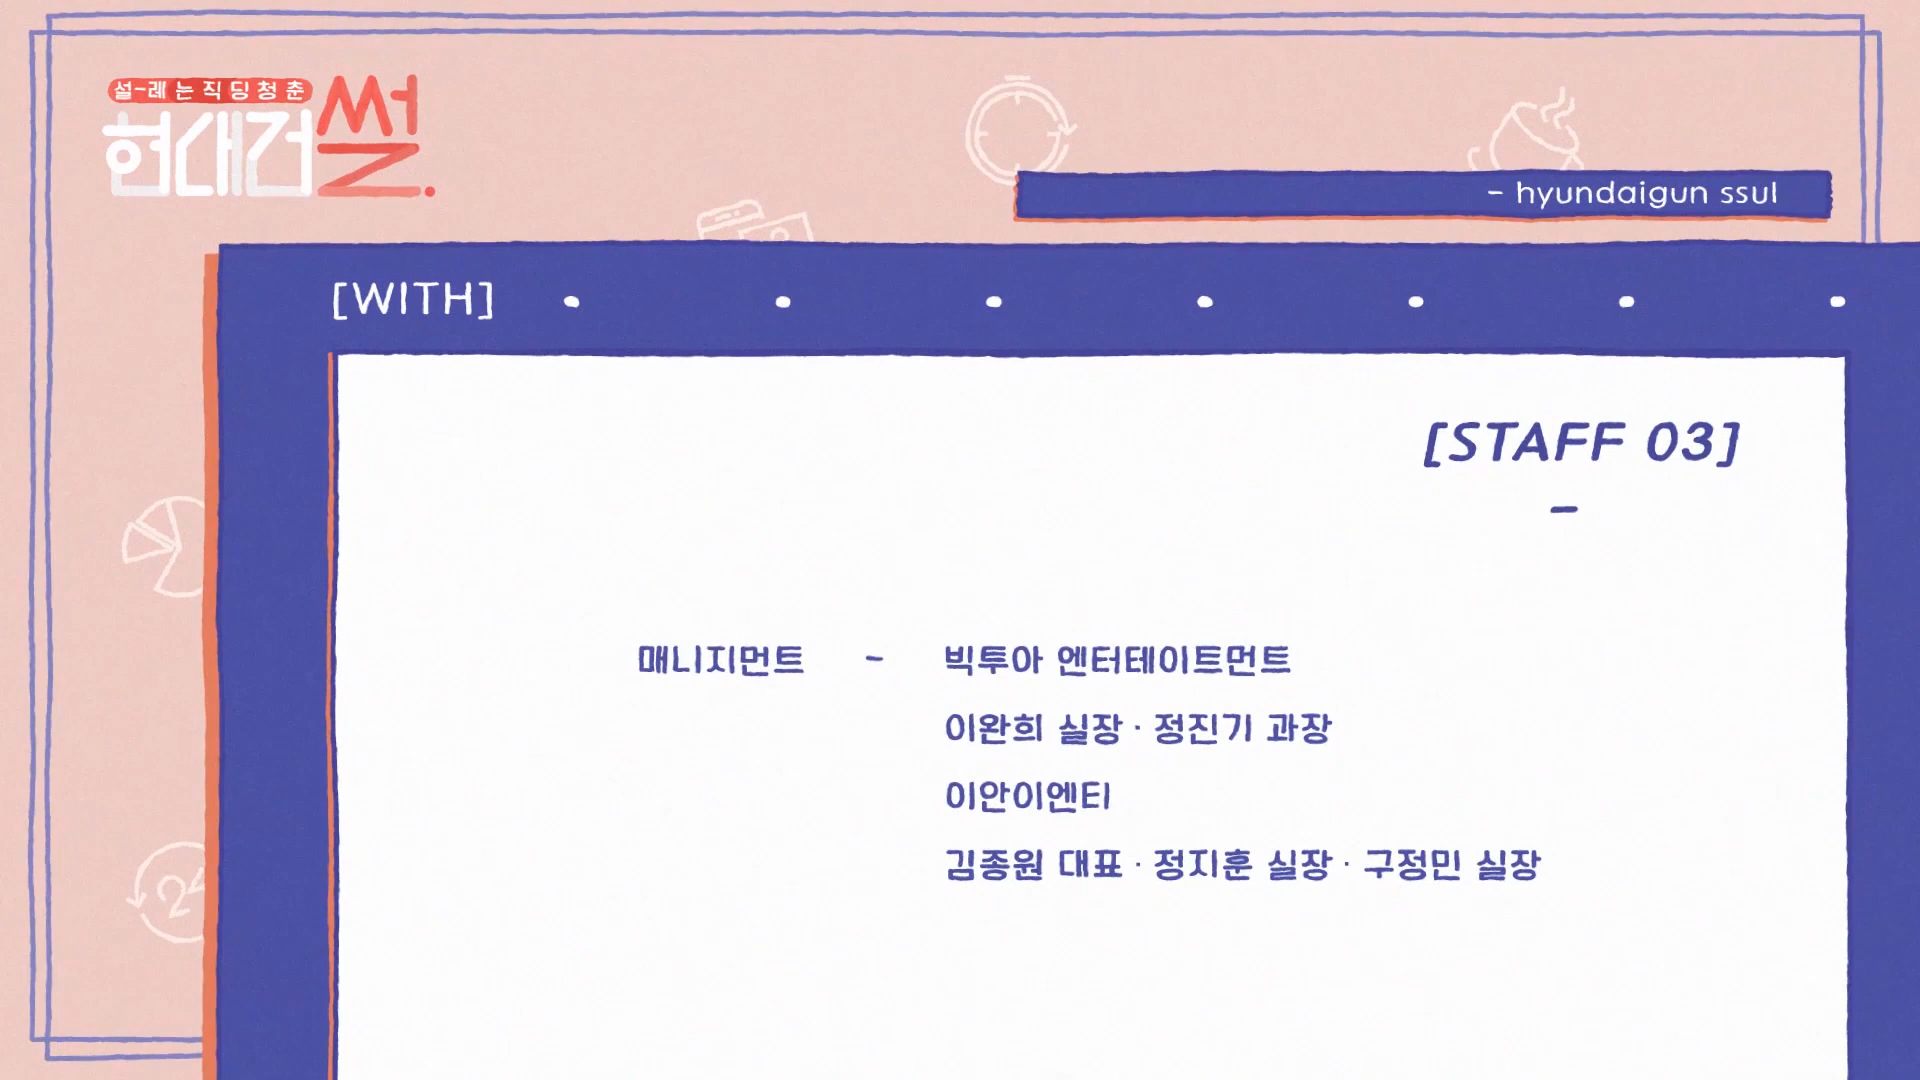 설-레는 직딩청춘
현대건썰.
- hyundaigun ssul
[WITH]
[STAFF 03]
-
매니지먼트 - 빅투아 엔터테이트먼트
이완희 실장 · 정진기 과장
이안이엔티
김종원 대표 · 정지훈 실장 · 구정민 실장
24